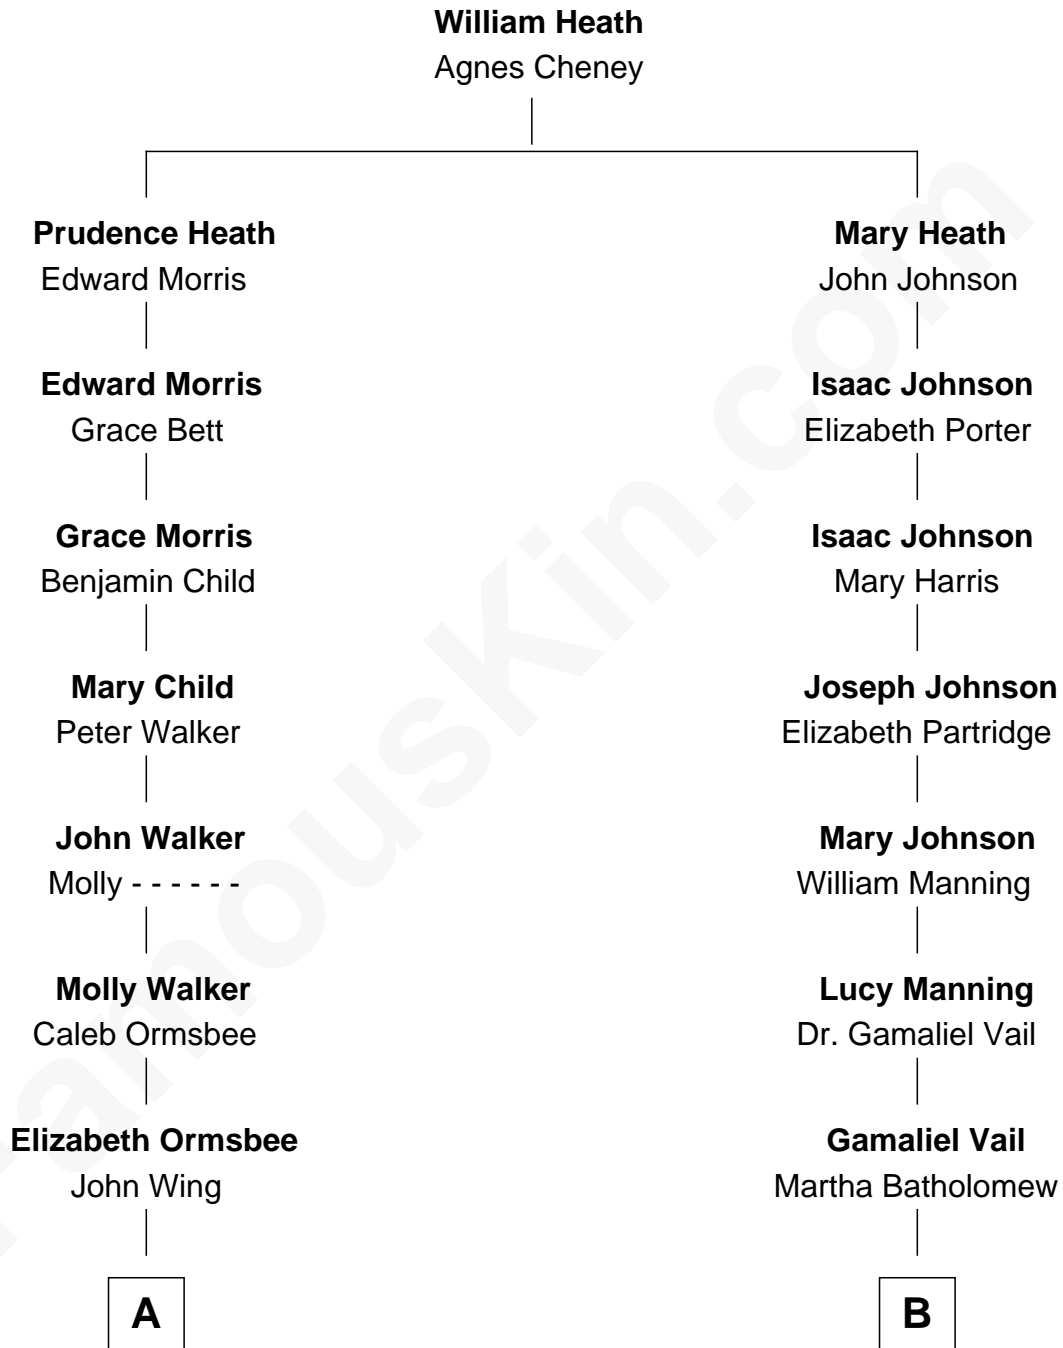 William Heath
Agnes Cheney
Prudence Heath
Edward Morris
Mary Heath
John Johnson
Edward Morris
Grace Bett
Isaac Johnson
Elizabeth Porter
Grace Morris
Benjamin Child
Isaac Johnson
Mary Harris
Mary Child
Peter Walker
Joseph Johnson
Elizabeth Partridge
John Walker
Molly - - - - - -
Mary Johnson
William Manning
Molly Walker
Caleb Ormsbee
Lucy Manning
Dr. Gamaliel Vail
Elizabeth Ormsbee
John Wing
Gamaliel Vail
Martha Batholomew
A
B
FamousKin.com